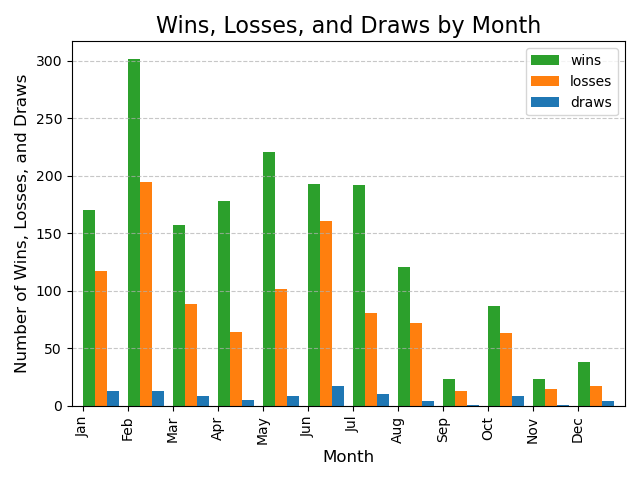 Wins, Losses, and Draws by Month
Number of Wins, Losses, and Draws
300
250
200
150
100
50
0
wins
losses
draws
Jan
Feb
Mar
Apr
May
Jun
Jul
Aug
Sep
Oct
Nov
Dec
Month